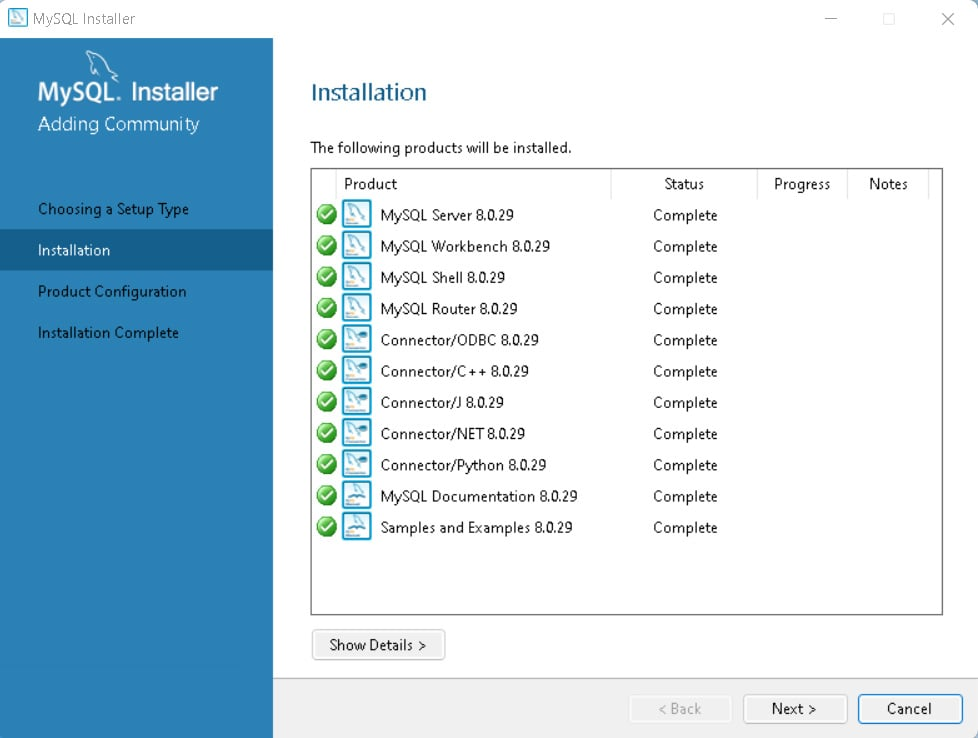 MySQL Installer
MySQL. Installer
Adding Community
Choosing a Setup Type
Installation
Product Configuration
Installation Complete
Installation
The following products will be installed.
Product Status Progress Notes
MySQL Server 8.0.29 Complete
MySQL Workbench 8.0.29 Complete
MySQL Shell 8.0.29 Complete
MySQL Router 8.0.29 Complete
Connector/ODBC 8.0.29 Complete
Connector/C++ 8.0.29 Complete
Connector/J 8.0.29 Complete
Connector/NET 8.0.29 Complete
Connector/Python 8.0.29 Complete
MySQL Documentation 8.0.29 Complete
Samples and Examples 8.0.29 Complete
Show Details >
< Back Next > Cancel